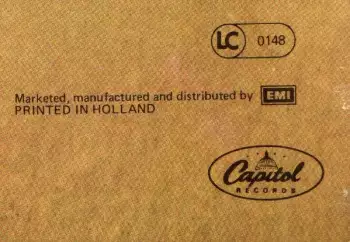 LC 0148
Marketed, manufactured and distributed by EMI
PRINTED IN HOLLAND
Capitol
RECORDS